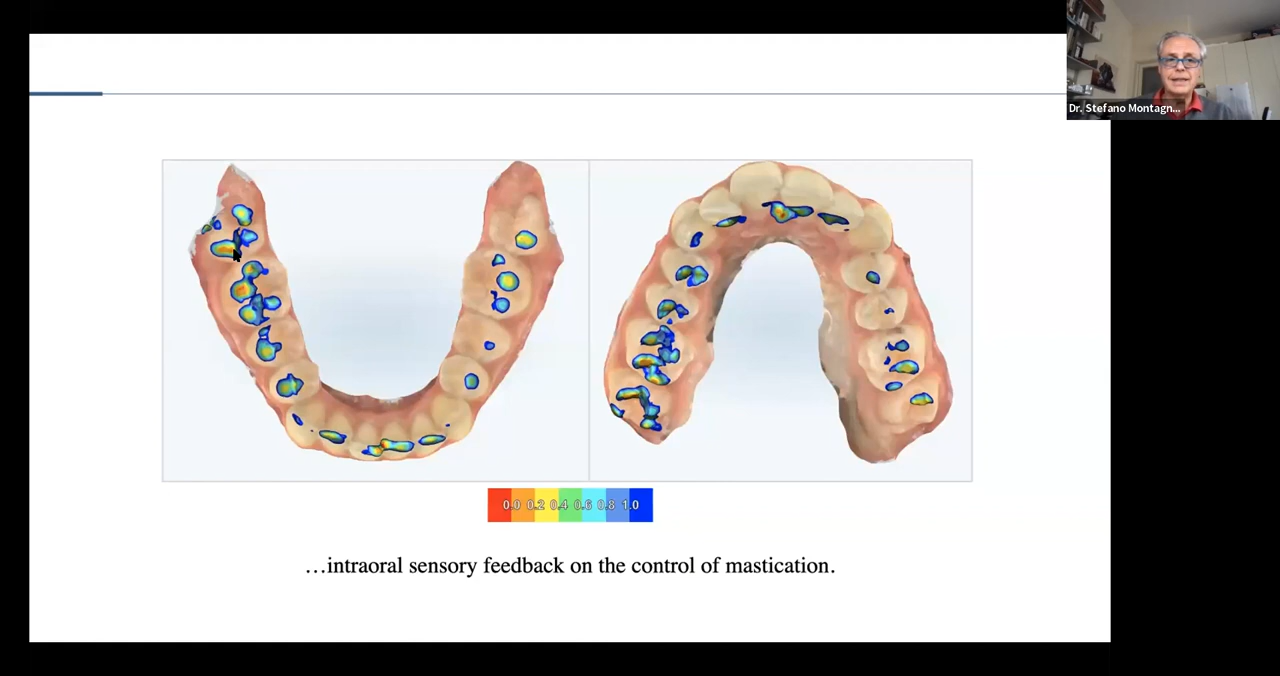 Dr. Stefano Montagn...
0.0 0.2 0.4 0.6 0.8 1.0
…intraoral sensory feedback on the control of mastication.